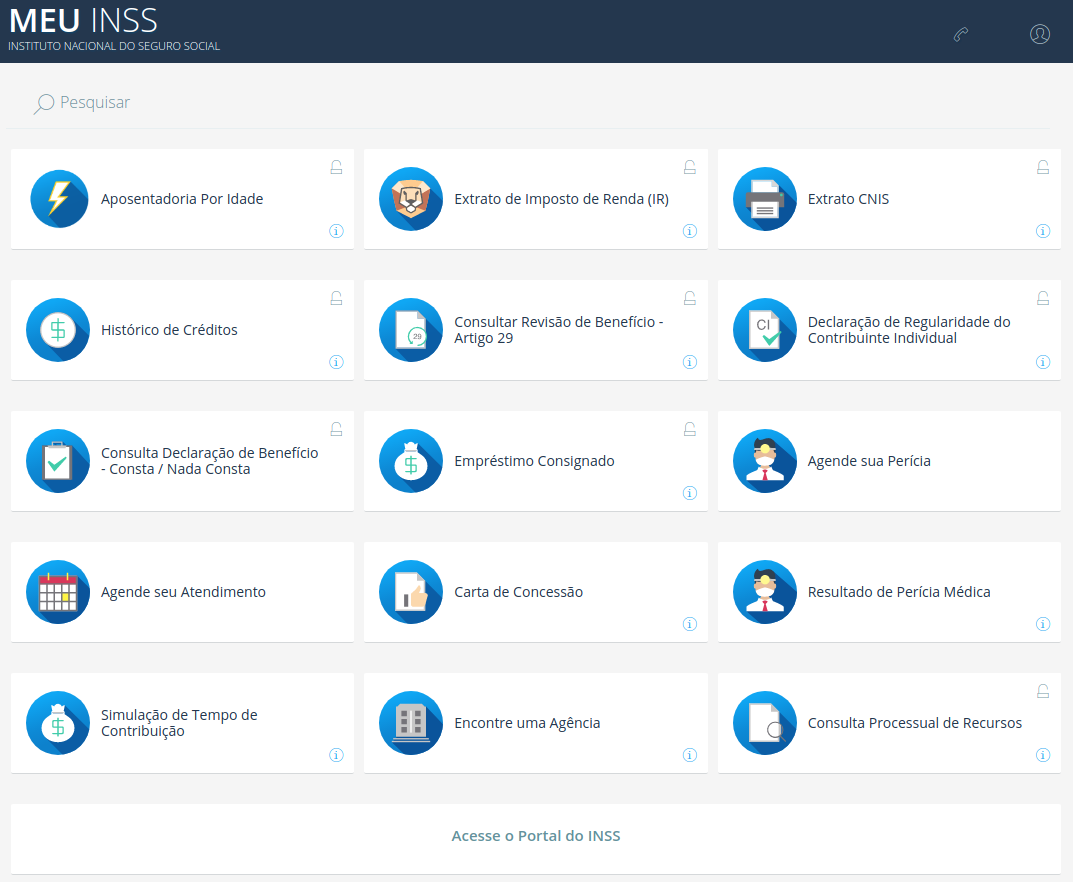 MEU INSS
INSTITUTO NACIONAL DO SEGURO SOCIAL
Pesquisar
Aposentadoria Por Idade
Extrato de Imposto de Renda (IR)
Extrato CNIS
Histórico de Créditos
29
Consultar Revisão de Benefício -
Artigo 29
CI
Declaração de Regularidade do
Contribuinte Individual
Consulta Declaração de Benefício
- Consta / Nada Consta
Empréstimo Consignado
Agende sua Perícia
Agende seu Atendimento
Carta de Concessão
Resultado de Perícia Médica
Simulação de Tempo de
Contribuição
Encontre uma Agência
Consulta Processual de Recursos
Acesse o Portal do INSS